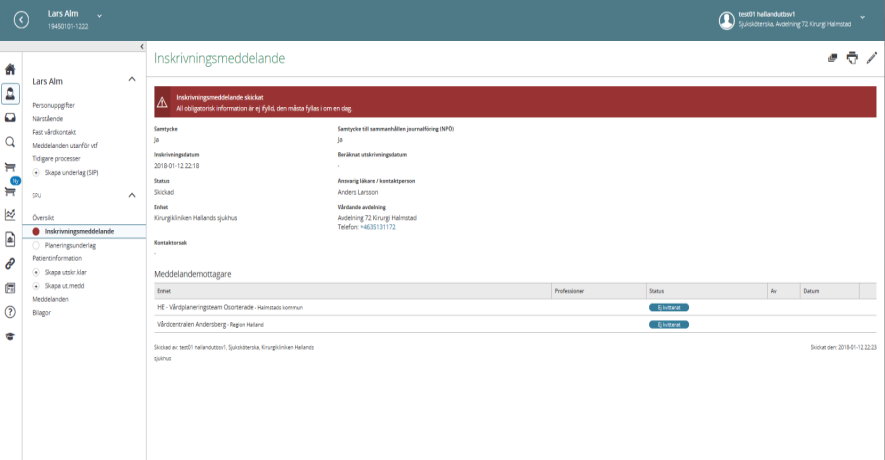 Lars Alm
19450101-1222
test01 hallandutbsv1
Sjuksköterska, Avdelning 72 Kirurgi Halmstad
Lars Alm
Personuppgifter
Närstående
Fast vårdkontakt
Meddelanden utanför vtf
Tidigare processer
Skapa underlag (SIP)
Ny
SPU
Översikt
Inskrivningsmeddelande
Planeringsunderlag
Patientinformation
Skapa utskr.klar
Skapa ut.medd
Meddelanden
Bilagor
Inskrivningsmeddelande
Inskrivningsmeddelande skickat
All obligatorisk information är ej ifylld, den måsta fyllas i om en dag.
Samtycke
Ja
Samtycke till sammanhållen journalföring (NPÖ)
Ja
Inskrivningsdatum
2018-01-12 22:18
Beräknat utskrivningsdatum
-
Status
Skickad
Ansvarig läkare / kontaktperson
Anders Larsson
Enhet
Kirurgikliniken Hallands sjukhus
Vårdande avdelning
Avdelning 72 Kirurgi Halmstad
Telefon: +4635131172
Kontaktorsak
-
Meddelandemottagare
Enhet Professioner Status Av Datum
HE - Vårdplaneringsteam Osorterade - Halmstads kommun Ej kvitterat
Vårdcentralen Andersberg - Region Halland Ej kvitterat
Skickad av: test01 hallandutbsv1, Sjuksköterska, Kirurgikliniken Hallands
sjukhus
Skickat den: 2018-01-12 22:23